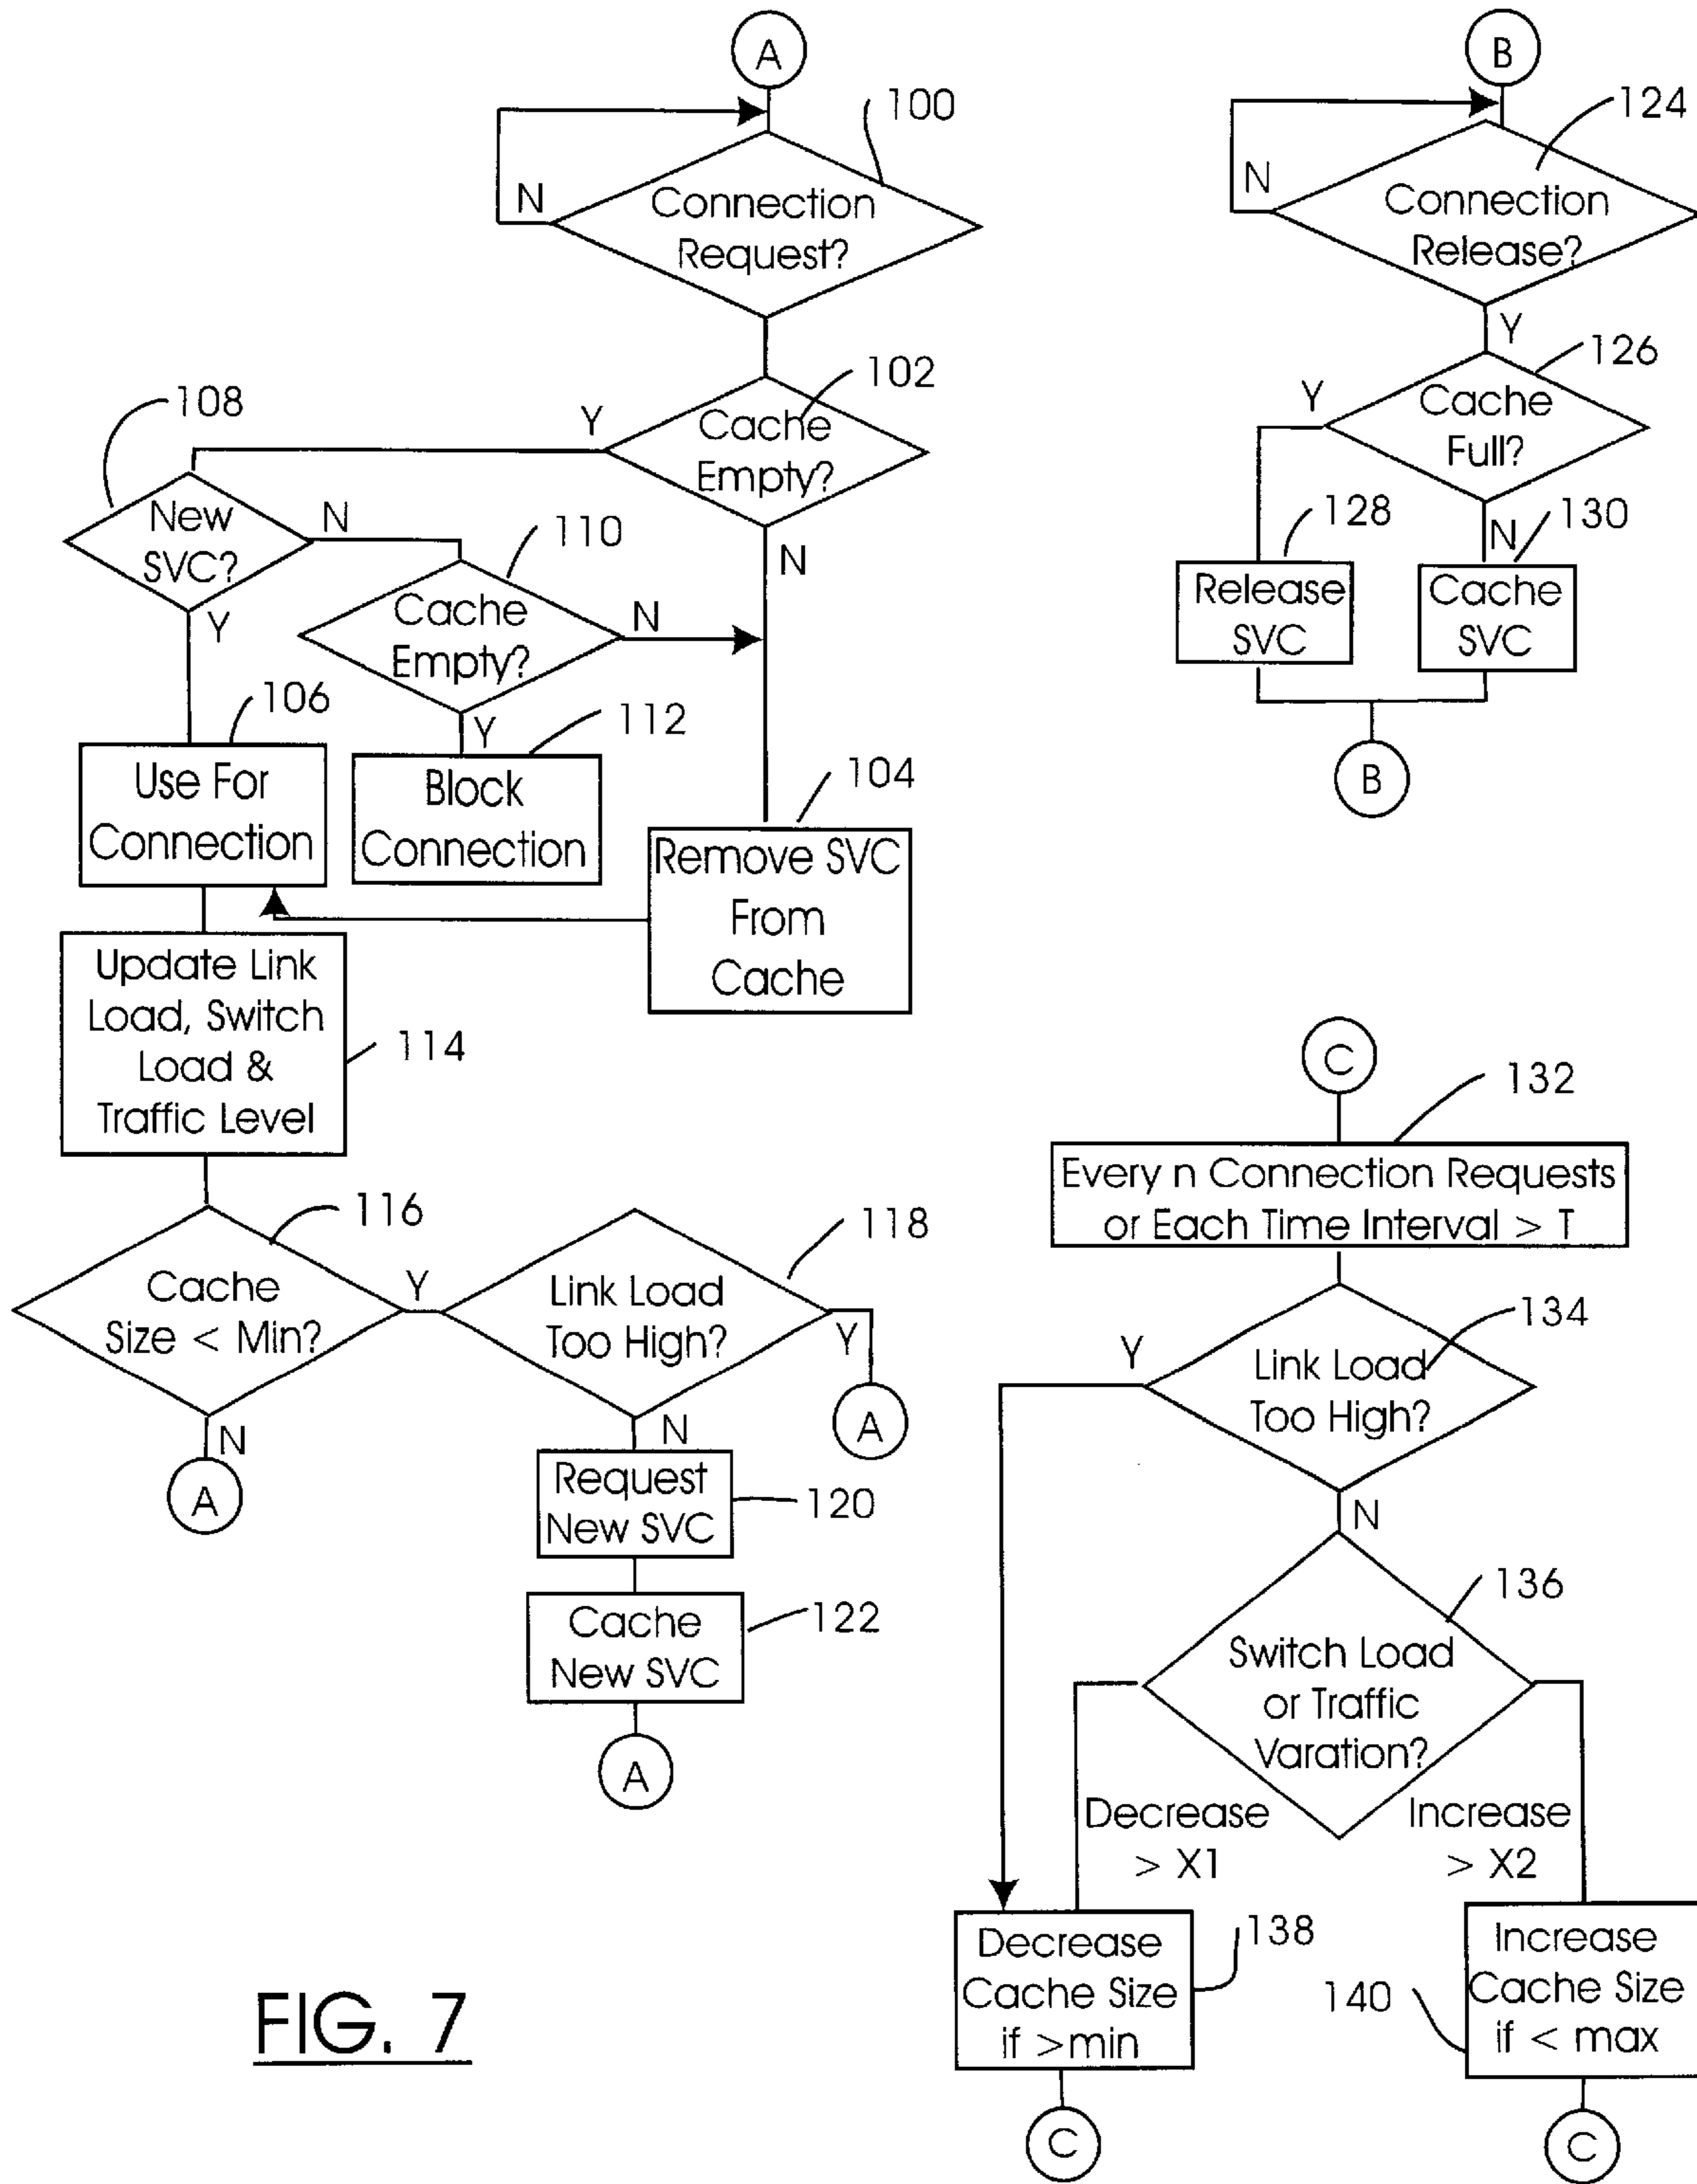 A
100
N
Connection
Request?
102
Y
Cache
Empty?
N
108
New
SVC?
N
Y
110
Cache
Empty?
N
Y
106
Use For
Connection
112
Block
Connection
104
Remove SVC
From
Cache
Update Link
Load, Switch
Load &
Traffic Level
114
116
Cache
Size < Min?
Y
N
A
118
Link Load
Too High?
Y
A
N
Request
New SVC
120
Cache
New SVC
122
A
B
124
N
Connection
Release?
Y
126
Y
Cache
Full?
128
N
130
Release
SVC
Cache
SVC
B
C
132
Every n Connection Requests
or Each Time Interval > T
134
Y
Link Load
Too High?
N
136
Switch Load
or Traffic
Varation?
Decrease
> X1
Increase
> X2
Decrease
Cache Size
if >min
138
Increase
Cache Size
if < max
140
C
C
FIG. 7